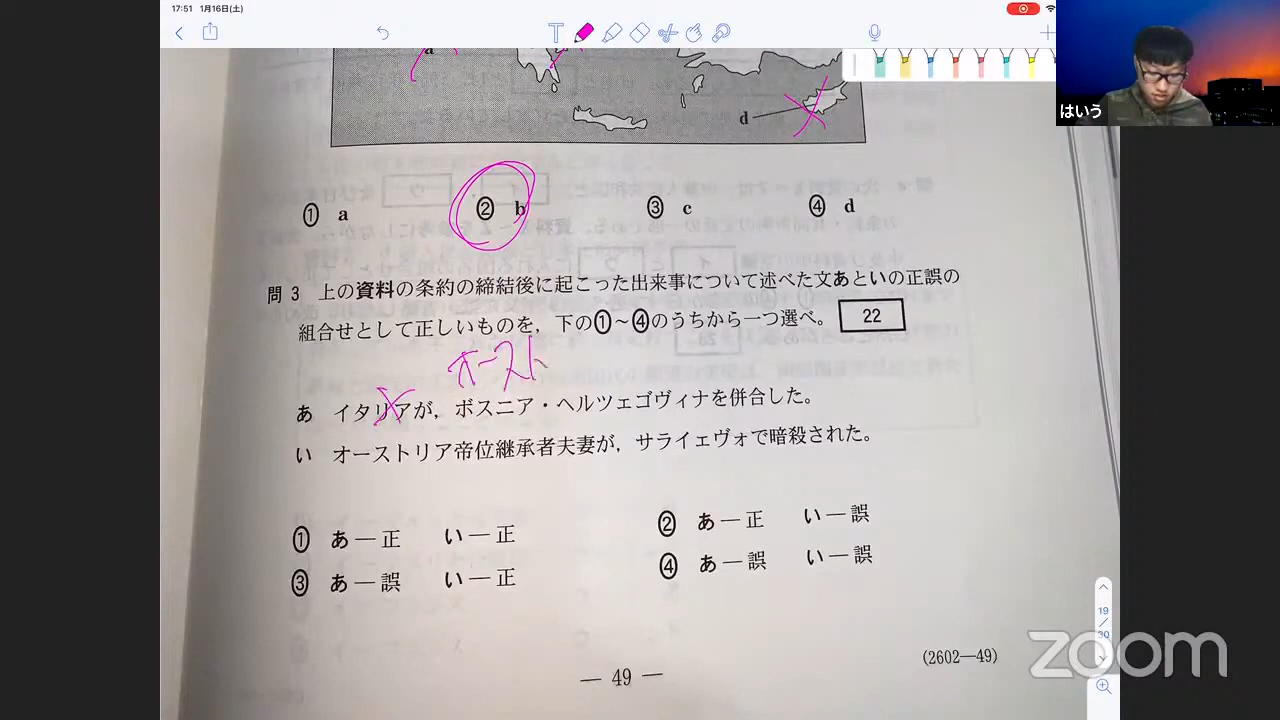 17:51 1月16日(土)
はいう
a
d
① a ② b ③ c ④ d
問 3 上の資料の条約の締結後に起こった出来事について述べた文あといの正誤の
組合せとして正しいものを，下の①～④のうちから一つ選べ。 22
オースト
あ イタリアが，ボスニア・ヘルツェゴヴィナを併合した。
い オーストリア帝位継承者夫妻が，サライェヴォで暗殺された。
① あ ― 正 い ― 正 ② あ ― 正 い ― 誤
③ あ ― 誤 い ― 正 ④ あ ― 誤 い ― 誤
19
/
30
(2602―49)
― 49 ―
zoom